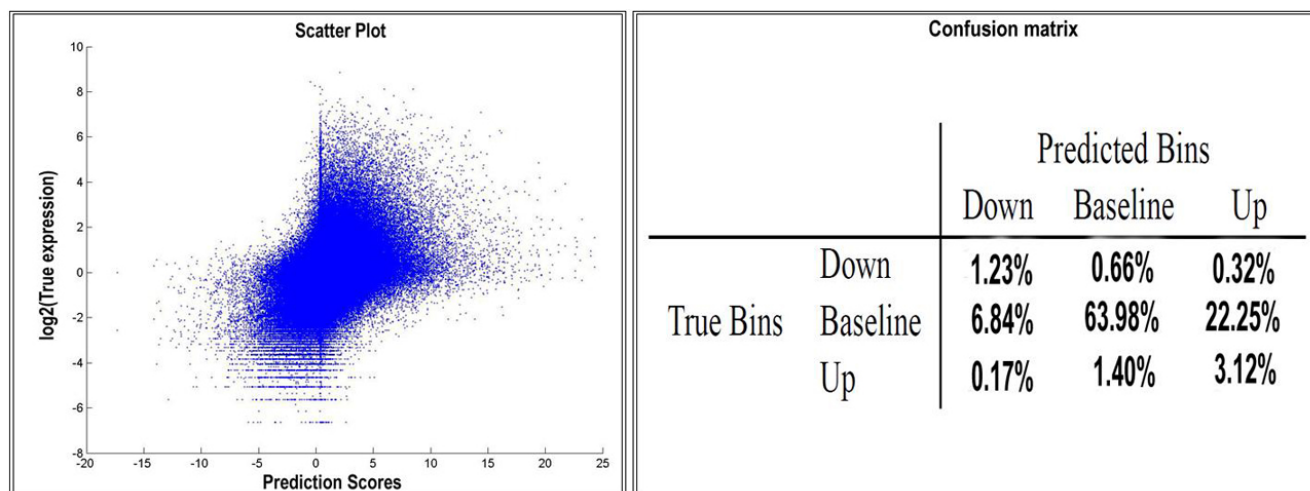 Scatter Plot
10
8
6
4
2
0
-2
-4
-6
-8
log2(True expression)
-20 -15 -10 -5 0 5 10 15 20 25
Prediction Scores
Confusion matrix
Predicted Bins
Down Baseline Up
Down 1.23% 0.66% 0.32%
True Bins Baseline 6.84% 63.98% 22.25%
Up 0.17% 1.40% 3.12%